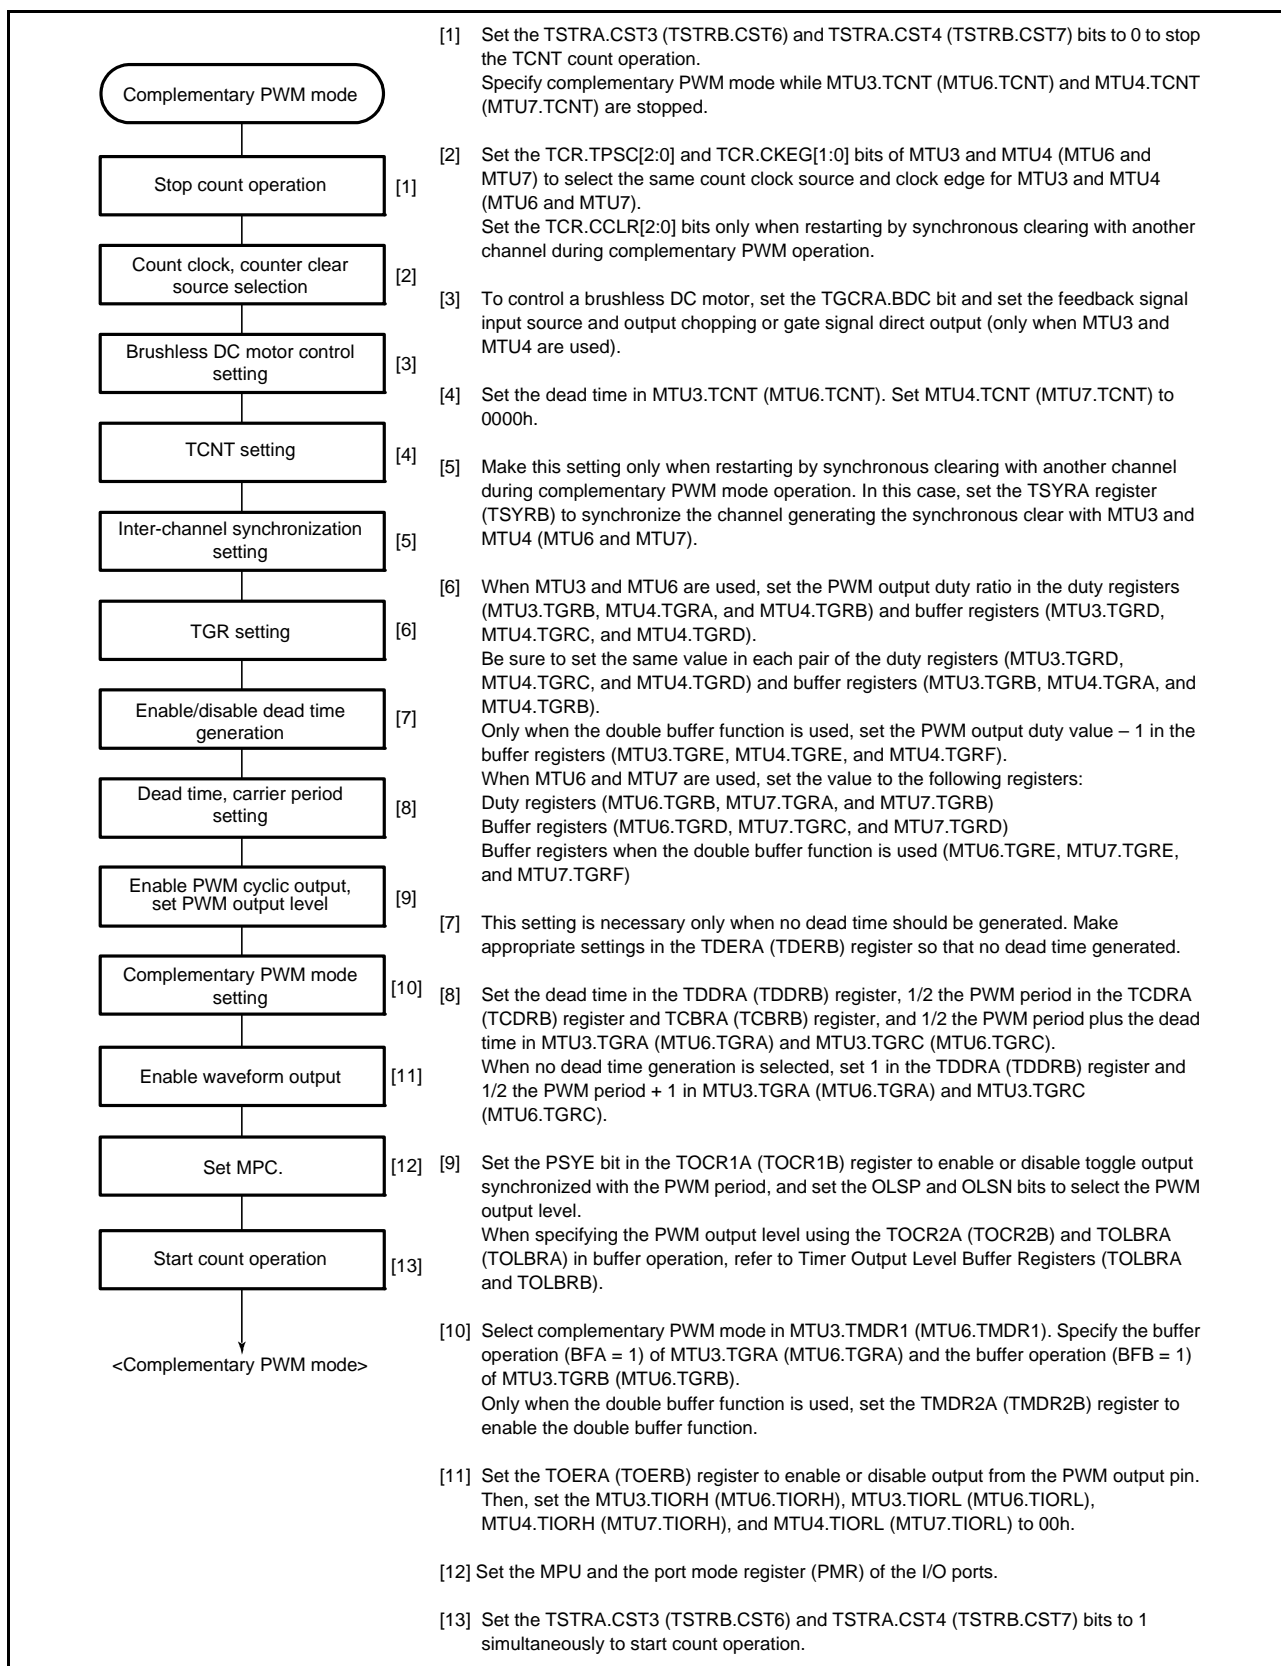 Complementary PWM mode
Stop count operation
[1]
Count clock, counter clear
source selection
[2]
Brushless DC motor control
setting
[3]
TCNT setting
[4]
Inter-channel synchronization
setting
[5]
TGR setting
[6]
Enable/disable dead time
generation
[7]
Dead time, carrier period
setting
[8]
Enable PWM cyclic output,
set PWM output level
[9]
Complementary PWM mode
setting
[10]
Enable waveform output
[11]
Set MPC.
[12]
Start count operation
[13]
<Complementary PWM mode>
[1] Set the TSTRA.CST3 (TSTRB.CST6) and TSTRA.CST4 (TSTRB.CST7) bits to 0 to stop
the TCNT count operation.
Specify complementary PWM mode while MTU3.TCNT (MTU6.TCNT) and MTU4.TCNT
(MTU7.TCNT) are stopped.
[2] Set the TCR.TPSC[2:0] and TCR.CKEG[1:0] bits of MTU3 and MTU4 (MTU6 and
MTU7) to select the same count clock source and clock edge for MTU3 and MTU4
(MTU6 and MTU7).
Set the TCR.CCLR[2:0] bits only when restarting by synchronous clearing with another
channel during complementary PWM operation.
[3] To control a brushless DC motor, set the TGCRA.BDC bit and set the feedback signal
input source and output chopping or gate signal direct output (only when MTU3 and
MTU4 are used).
[4] Set the dead time in MTU3.TCNT (MTU6.TCNT). Set MTU4.TCNT (MTU7.TCNT) to
0000h.
[5] Make this setting only when restarting by synchronous clearing with another channel
during complementary PWM mode operation. In this case, set the TSYRA register
(TSYRB) to synchronize the channel generating the synchronous clear with MTU3 and
MTU4 (MTU6 and MTU7).
[6] When MTU3 and MTU6 are used, set the PWM output duty ratio in the duty registers
(MTU3.TGRB, MTU4.TGRA, and MTU4.TGRB) and buffer registers (MTU3.TGRD,
MTU4.TGRC, and MTU4.TGRD).
Be sure to set the same value in each pair of the duty registers (MTU3.TGRD,
MTU4.TGRC, and MTU4.TGRD) and buffer registers (MTU3.TGRB, MTU4.TGRA, and
MTU4.TGRB).
Only when the double buffer function is used, set the PWM output duty value – 1 in the
buffer registers (MTU3.TGRE, MTU4.TGRE, and MTU4.TGRF).
When MTU6 and MTU7 are used, set the value to the following registers:
Duty registers (MTU6.TGRB, MTU7.TGRA, and MTU7.TGRB)
Buffer registers (MTU6.TGRD, MTU7.TGRC, and MTU7.TGRD)
Buffer registers when the double buffer function is used (MTU6.TGRE, MTU7.TGRE,
and MTU7.TGRF)
[7] This setting is necessary only when no dead time should be generated. Make
appropriate settings in the TDERA (TDERB) register so that no dead time generated.
[8] Set the dead time in the TDDRA (TDDRB) register, 1/2 the PWM period in the TCDRA
(TCDRB) register and TCBRA (TCBRB) register, and 1/2 the PWM period plus the dead
time in MTU3.TGRA (MTU6.TGRA) and MTU3.TGRC (MTU6.TGRC).
When no dead time generation is selected, set 1 in the TDDRA (TDDRB) register and
1/2 the PWM period + 1 in MTU3.TGRA (MTU6.TGRA) and MTU3.TGRC
(MTU6.TGRC).
[9] Set the PSYE bit in the TOCR1A (TOCR1B) register to enable or disable toggle output
synchronized with the PWM period, and set the OLSP and OLSN bits to select the PWM
output level.
When specifying the PWM output level using the TOCR2A (TOCR2B) and TOLBRA
(TOLBRA) in buffer operation, refer to Timer Output Level Buffer Registers (TOLBRA
and TOLBRB).
[10] Select complementary PWM mode in MTU3.TMDR1 (MTU6.TMDR1). Specify the buffer
operation (BFA = 1) of MTU3.TGRA (MTU6.TGRA) and the buffer operation (BFB = 1)
of MTU3.TGRB (MTU6.TGRB).
Only when the double buffer function is used, set the TMDR2A (TMDR2B) register to
enable the double buffer function.
[11] Set the TOERA (TOERB) register to enable or disable output from the PWM output pin.
Then, set the MTU3.TIORH (MTU6.TIORH), MTU3.TIORL (MTU6.TIORL),
MTU4.TIORH (MTU7.TIORH), and MTU4.TIORL (MTU7.TIORL) to 00h.
[12] Set the MPU and the port mode register (PMR) of the I/O ports.
[13] Set the TSTRA.CST3 (TSTRB.CST6) and TSTRA.CST4 (TSTRB.CST7) bits to 1
simultaneously to start count operation.